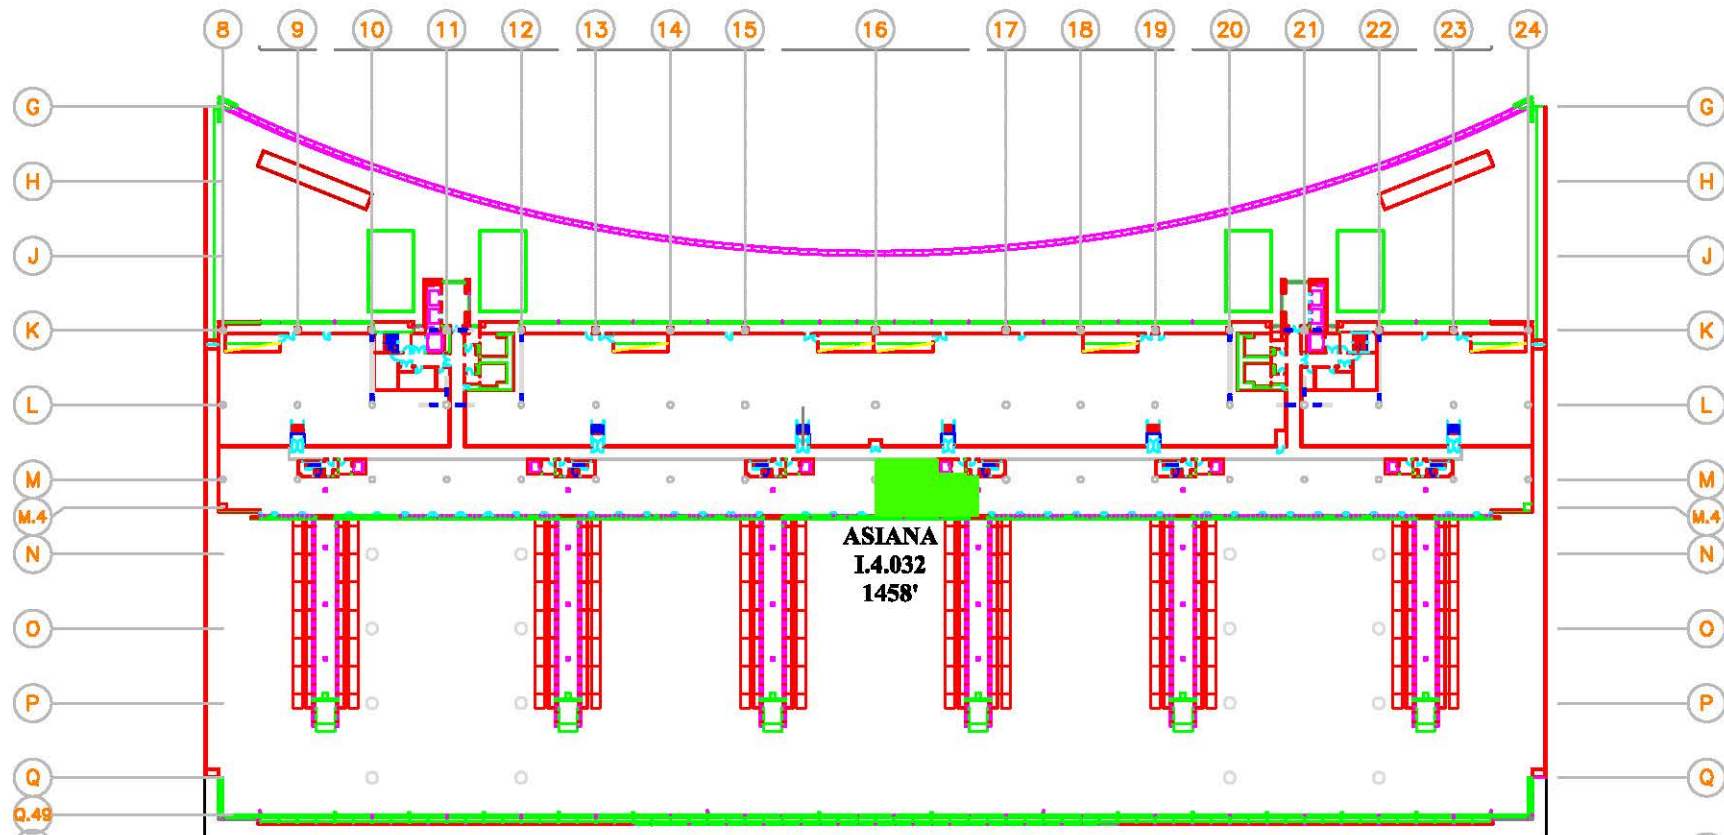 8 9 10 11 12 13 14 15 16 17 18 19 20 21 22 23 24
G G
H H
J J
K K
L L
M M
M.4 M.4
N N
ASIANA
I.4.032
1458'
O O
P P
Q Q
Q.49